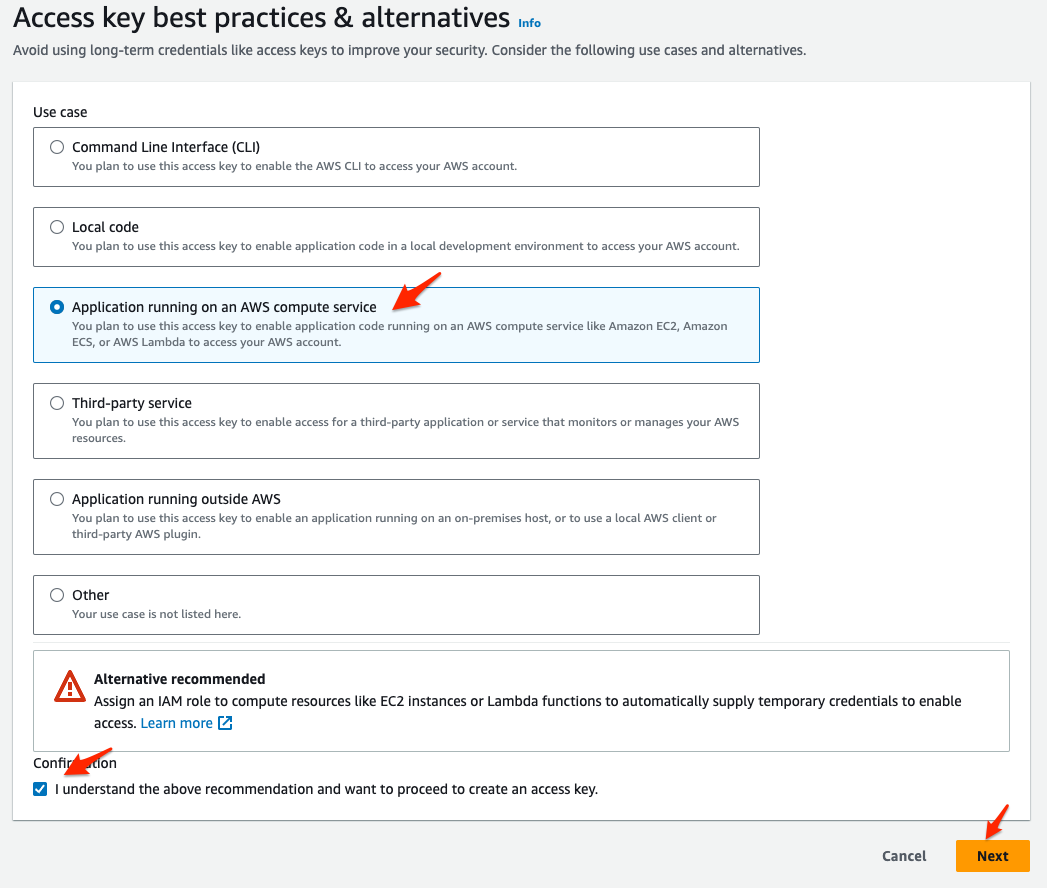 Access key best practices & alternatives Info
Avoid using long-term credentials like access keys to improve your security. Consider the following use cases and alternatives.
Use case
Command Line Interface (CLI)
You plan to use this access key to enable the AWS CLI to access your AWS account.
Local code
You plan to use this access key to enable application code in a local development environment to access your AWS account.
Application running on an AWS compute service
You plan to use this access key to enable application code running on an AWS compute service like Amazon EC2, Amazon
ECS, or AWS Lambda to access your AWS account.
Third-party service
You plan to use this access key to enable access for a third-party application or service that monitors or manages your AWS
resources.
Application running outside AWS
You plan to use this access key to enable an application running on an on-premises host, or to use a local AWS client or
third-party AWS plugin.
Other
Your use case is not listed here.
Alternative recommended
Assign an IAM role to compute resources like EC2 instances or Lambda functions to automatically supply temporary credentials to enable
access. Learn more
Confirmation
I understand the above recommendation and want to proceed to create an access key.
Cancel
Next